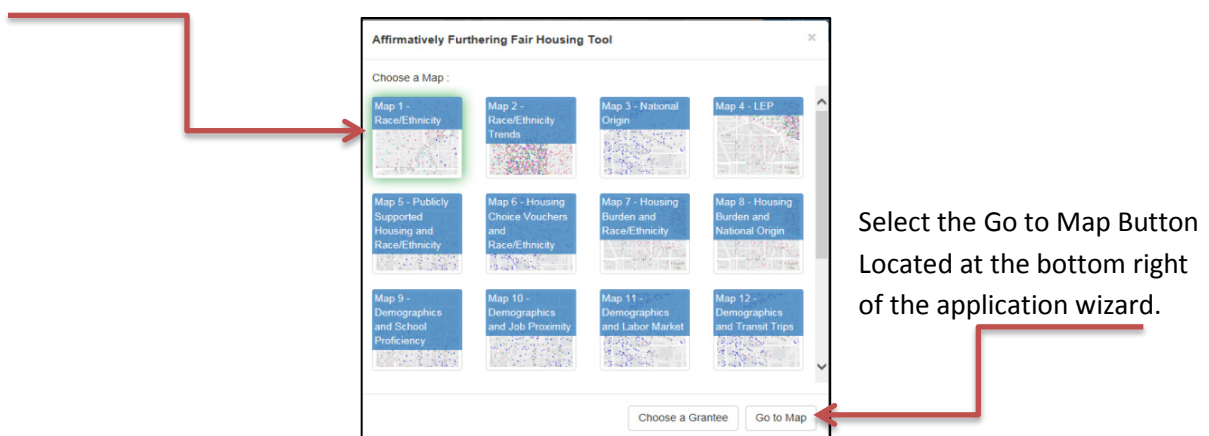 Affirmatively Furthering Fair Housing Tool ×
Choose a Map :
Map 1 -
Race/Ethnicity
Map 2 -
Race/Ethnicity
Trends
Map 3 - National
Origin
Map 4 - LEP
Map 5 - Publicly
Supported
Housing and
Race/Ethnicity
Map 6 - Housing
Choice Vouchers
and
Race/Ethnicity
Map 7 - Housing
Burden and
Race/Ethnicity
Map 8 - Housing
Burden and
National Origin
Map 9 -
Demographics
and School
Proficiency
Map 10 -
Demographics
and Job Proximity
Map 11 -
Demographics
and Labor Market
Map 12 -
Demographics
and Transit Trips
Choose a Grantee
Go to Map
Select the Go to Map Button
Located at the bottom right
of the application wizard.